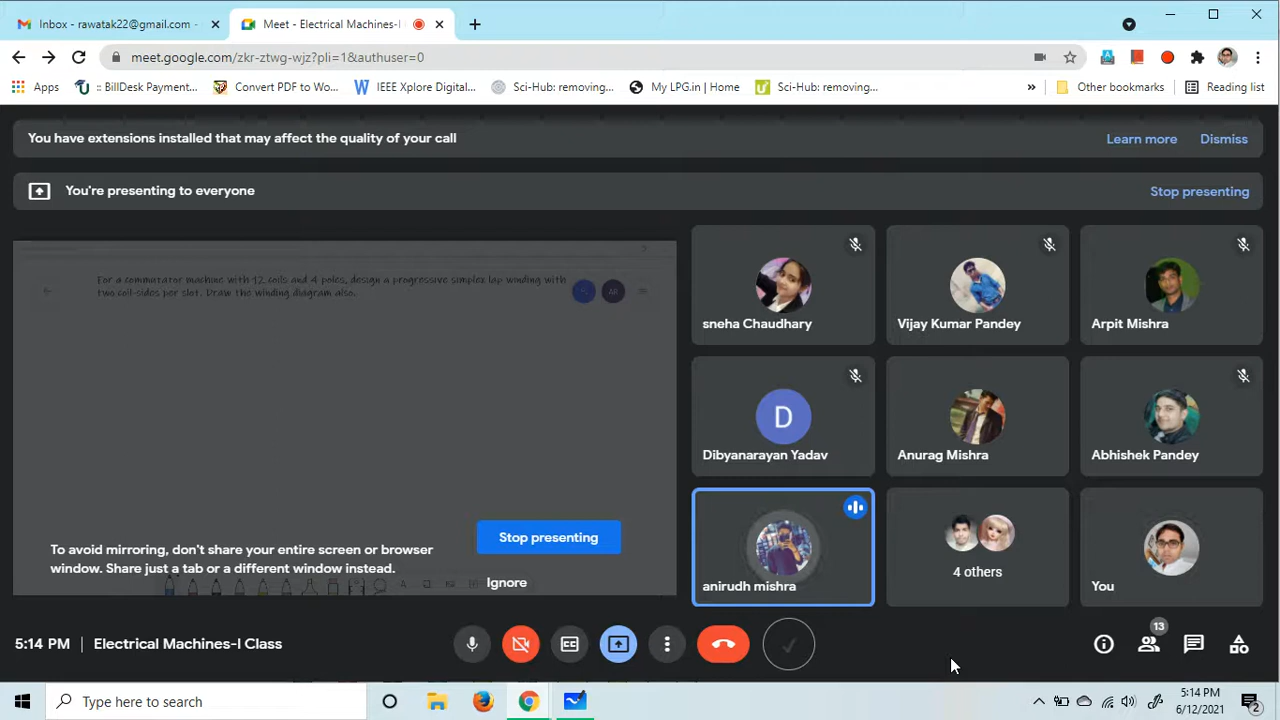 Inbox - rawatak22@gmail.com -
Meet - Electrical Machines-I
meet.google.com/zkr-ztwg-wjz?pli=1&authuser=0
Apps
:: BillDesk Payment...
Convert PDF to Wo...
IEEE Xplore Digital...
Sci-Hub: removing...
My LPG.in | Home
Sci-Hub: removing...
Other bookmarks
Reading list
You have extensions installed that may affect the quality of your call
Learn more
Dismiss
You're presenting to everyone
Stop presenting
For a commutator machine with 12 coils and 4 poles, design a progressive simplex lap winding with
two coil-sides per slot. Draw the winding diagram also.
To avoid mirroring, don't share your entire screen or browser
window. Share just a tab or a different window instead.
Stop presenting
Ignore
sneha Chaudhary
Vijay Kumar Pandey
Arpit Mishra
D
Dibyanarayan Yadav
Anurag Mishra
Abhishek Pandey
anirudh mishra
4 others
You
5:14 PM | Electrical Machines-I Class
13
Type here to search
5:14 PM
6/12/2021
2